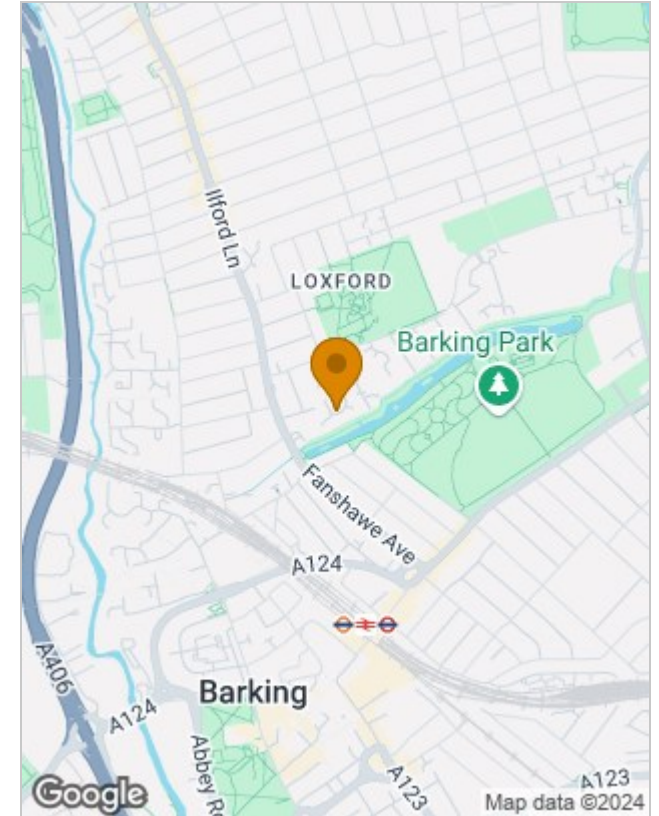 Ilford Ln
LOXFORD
Barking Park
Fanshawe Ave
A124
A406
Barking
A124
Abbey
A123
A123
Google
Map data ©2024